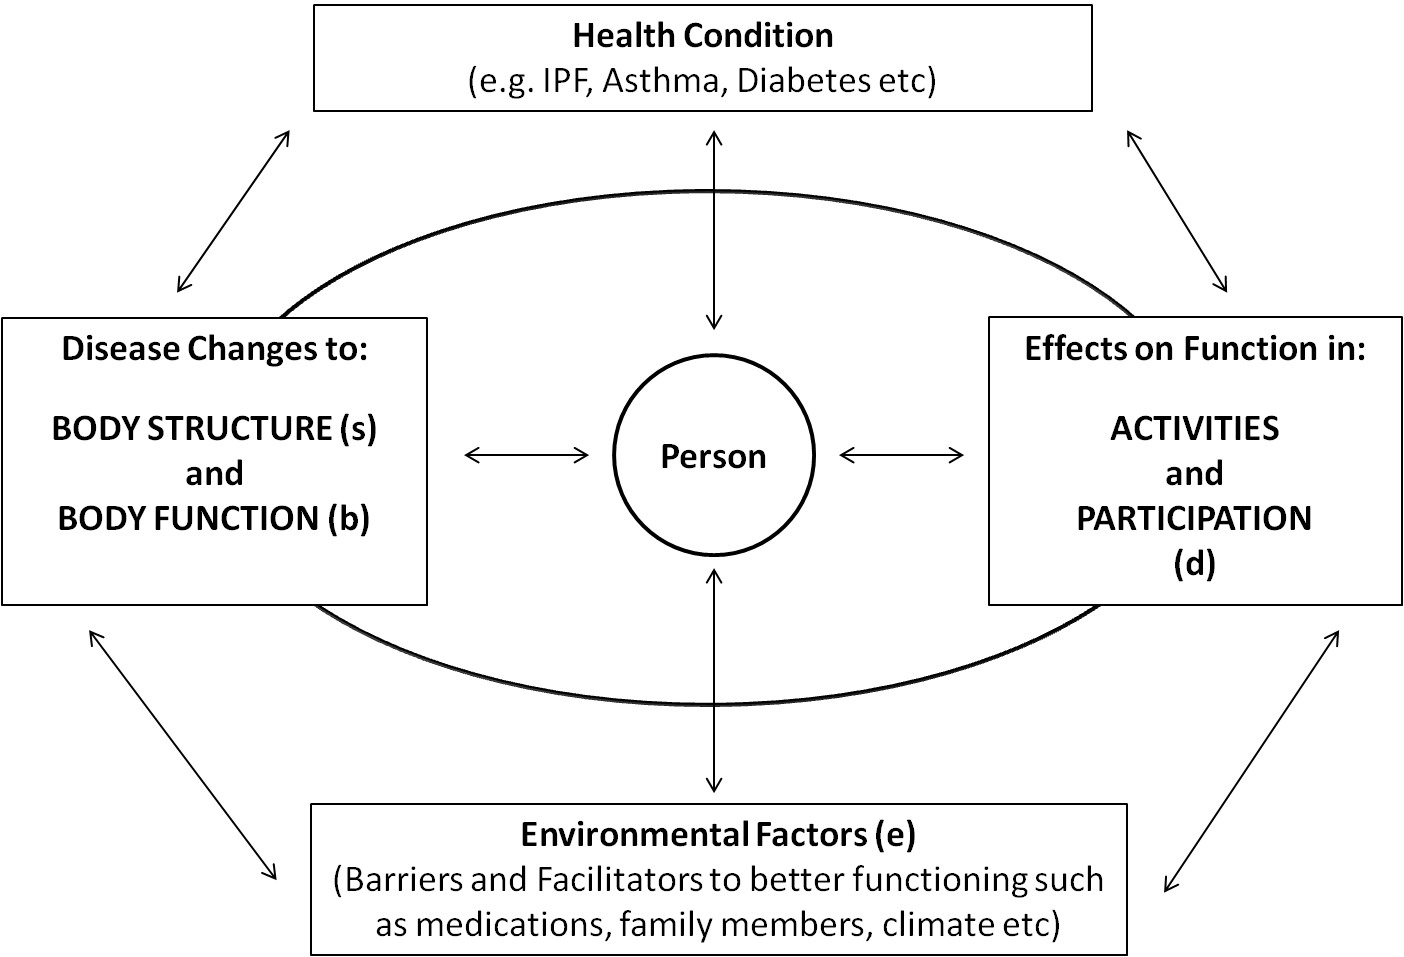 Health Condition
(e.g. IPF, Asthma, Diabetes etc)
Disease Changes to:
BODY STRUCTURE (s)
and
BODY FUNCTION (b)
Person
Effects on Function in:
ACTIVITIES
and
PARTICIPATION
(d)
Environmental Factors (e)
(Barriers and Facilitators to better functioning such
as medications, family members, climate etc)